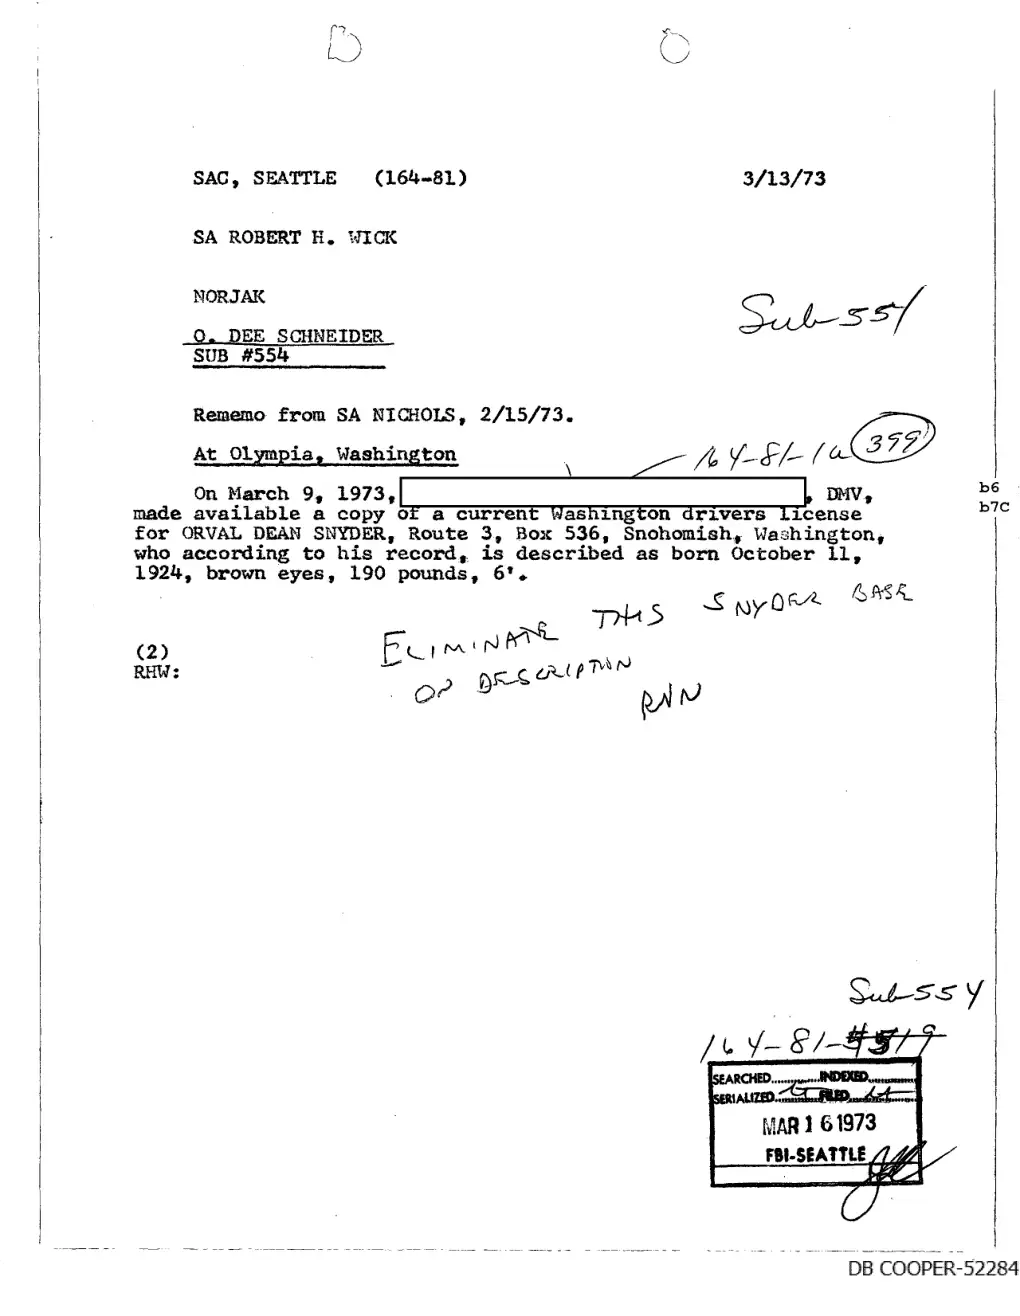 SAC, SEATTLE (164-81) 3/13/73
SA ROBERT H. WICK
NORJAK
Sub-554
O. DEE SCHNEIDER
SUB #554
Rememo from SA NICHOLS, 2/15/73.
At Olympia, Washington
164-81-1a 399
On March 9, 1973, , DMV,
b6
b7C
made available a copy of a current Washington drivers license
for ORVAL DEAN SNYDER, Route 3, Box 536, Snohomish, Washington,
who according to his record, is described as born October 11,
1924, brown eyes, 190 pounds, 6'.
ELIMINATE THIS SNYDER BASE
ON DESCRIPTION
RNN
(2)
RHW:
Sub-554
164-81-
SEARCHED INDEXED
SERIALIZED FILED
MAR 16 1973
FBI-SEATTLE
DB COOPER-52284